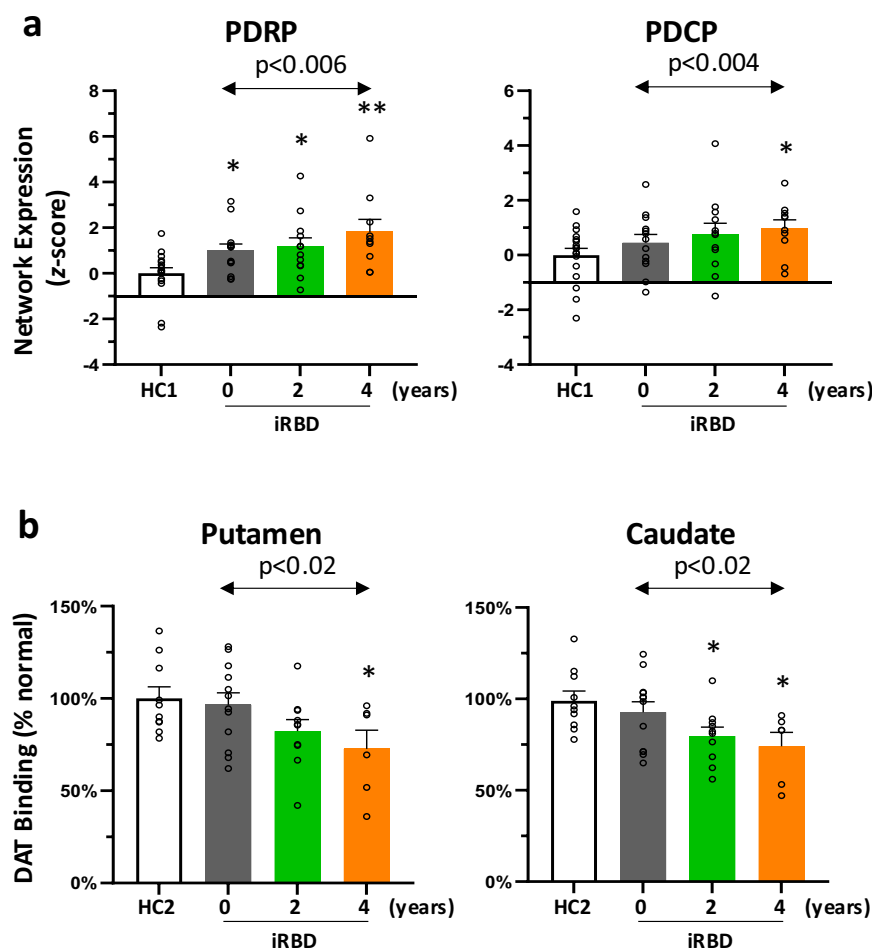 a
PDRP
PDCP
p<0.006
p<0.004
Network Expression
(z-score)
8
6
4
2
0
-2
-4
*
*
**
HC1
0
2
4
(years)
iRBD
6
4
2
0
-2
-4
*
HC1
0
2
4
(years)
iRBD
b
Putamen
Caudate
p<0.02
p<0.02
DAT Binding (% normal)
150%
100%
50%
0%
*
HC2
0
2
4
(years)
iRBD
150%
100%
50%
0%
*
*
HC2
0
2
4
(years)
iRBD